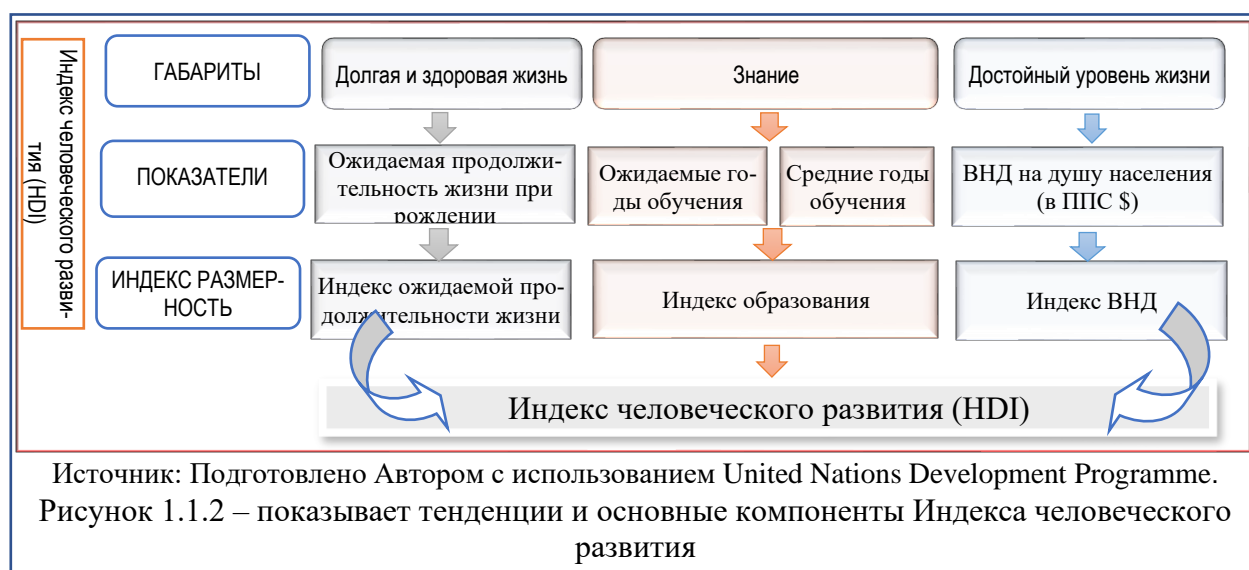 Индекс человеческого разви-
тия (HDI)
ГАБАРИТЫ
Долгая и здоровая жизнь
Знание
Достойный уровень жизни
ПОКАЗАТЕЛИ
Ожидаемая продолжи-
тельность жизни при
рождении
Ожидаемые го-
ды обучения
Средние годы
обучения
ВНД на душу населения
(в ППС $)
ИНДЕКС РАЗМЕР-
НОСТЬ
Индекс ожидаемой про-
должительности жизни
Индекс образования
Индекс ВНД
Индекс человеческого развития (HDI)
Источник: Подготовлено Автором с использованием United Nations Development Programme.
Рисунок 1.1.2 – показывает тенденции и основные компоненты Индекса человеческого
развития